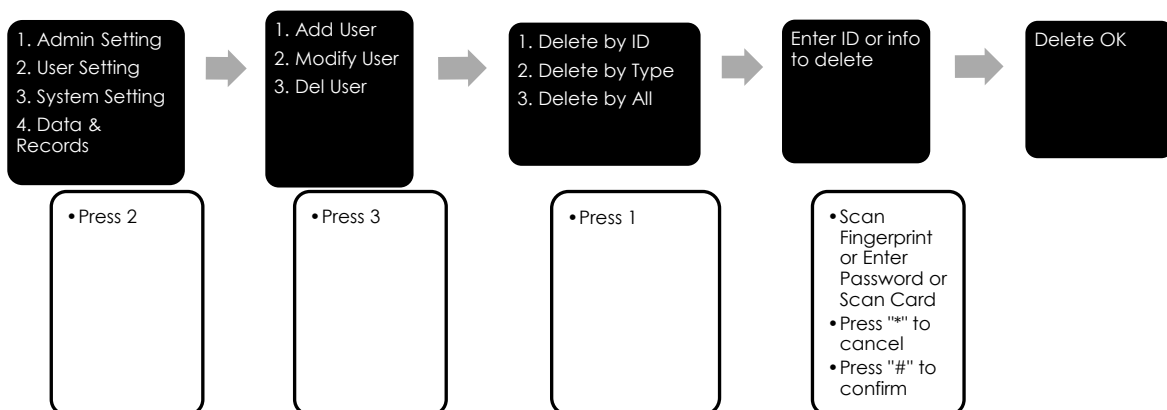 1. Admin Setting
2. User Setting
3. System Setting
4. Data &
Records
1. Add User
2. Modify User
3. Del User
1. Delete by ID
2. Delete by Type
3. Delete by All
Enter ID or info
to delete
Delete OK
• Press 2
• Press 3
• Press 1
• Scan
Fingerprint
or Enter
Password or
Scan Card
• Press "*" to
cancel
• Press "#" to
confirm